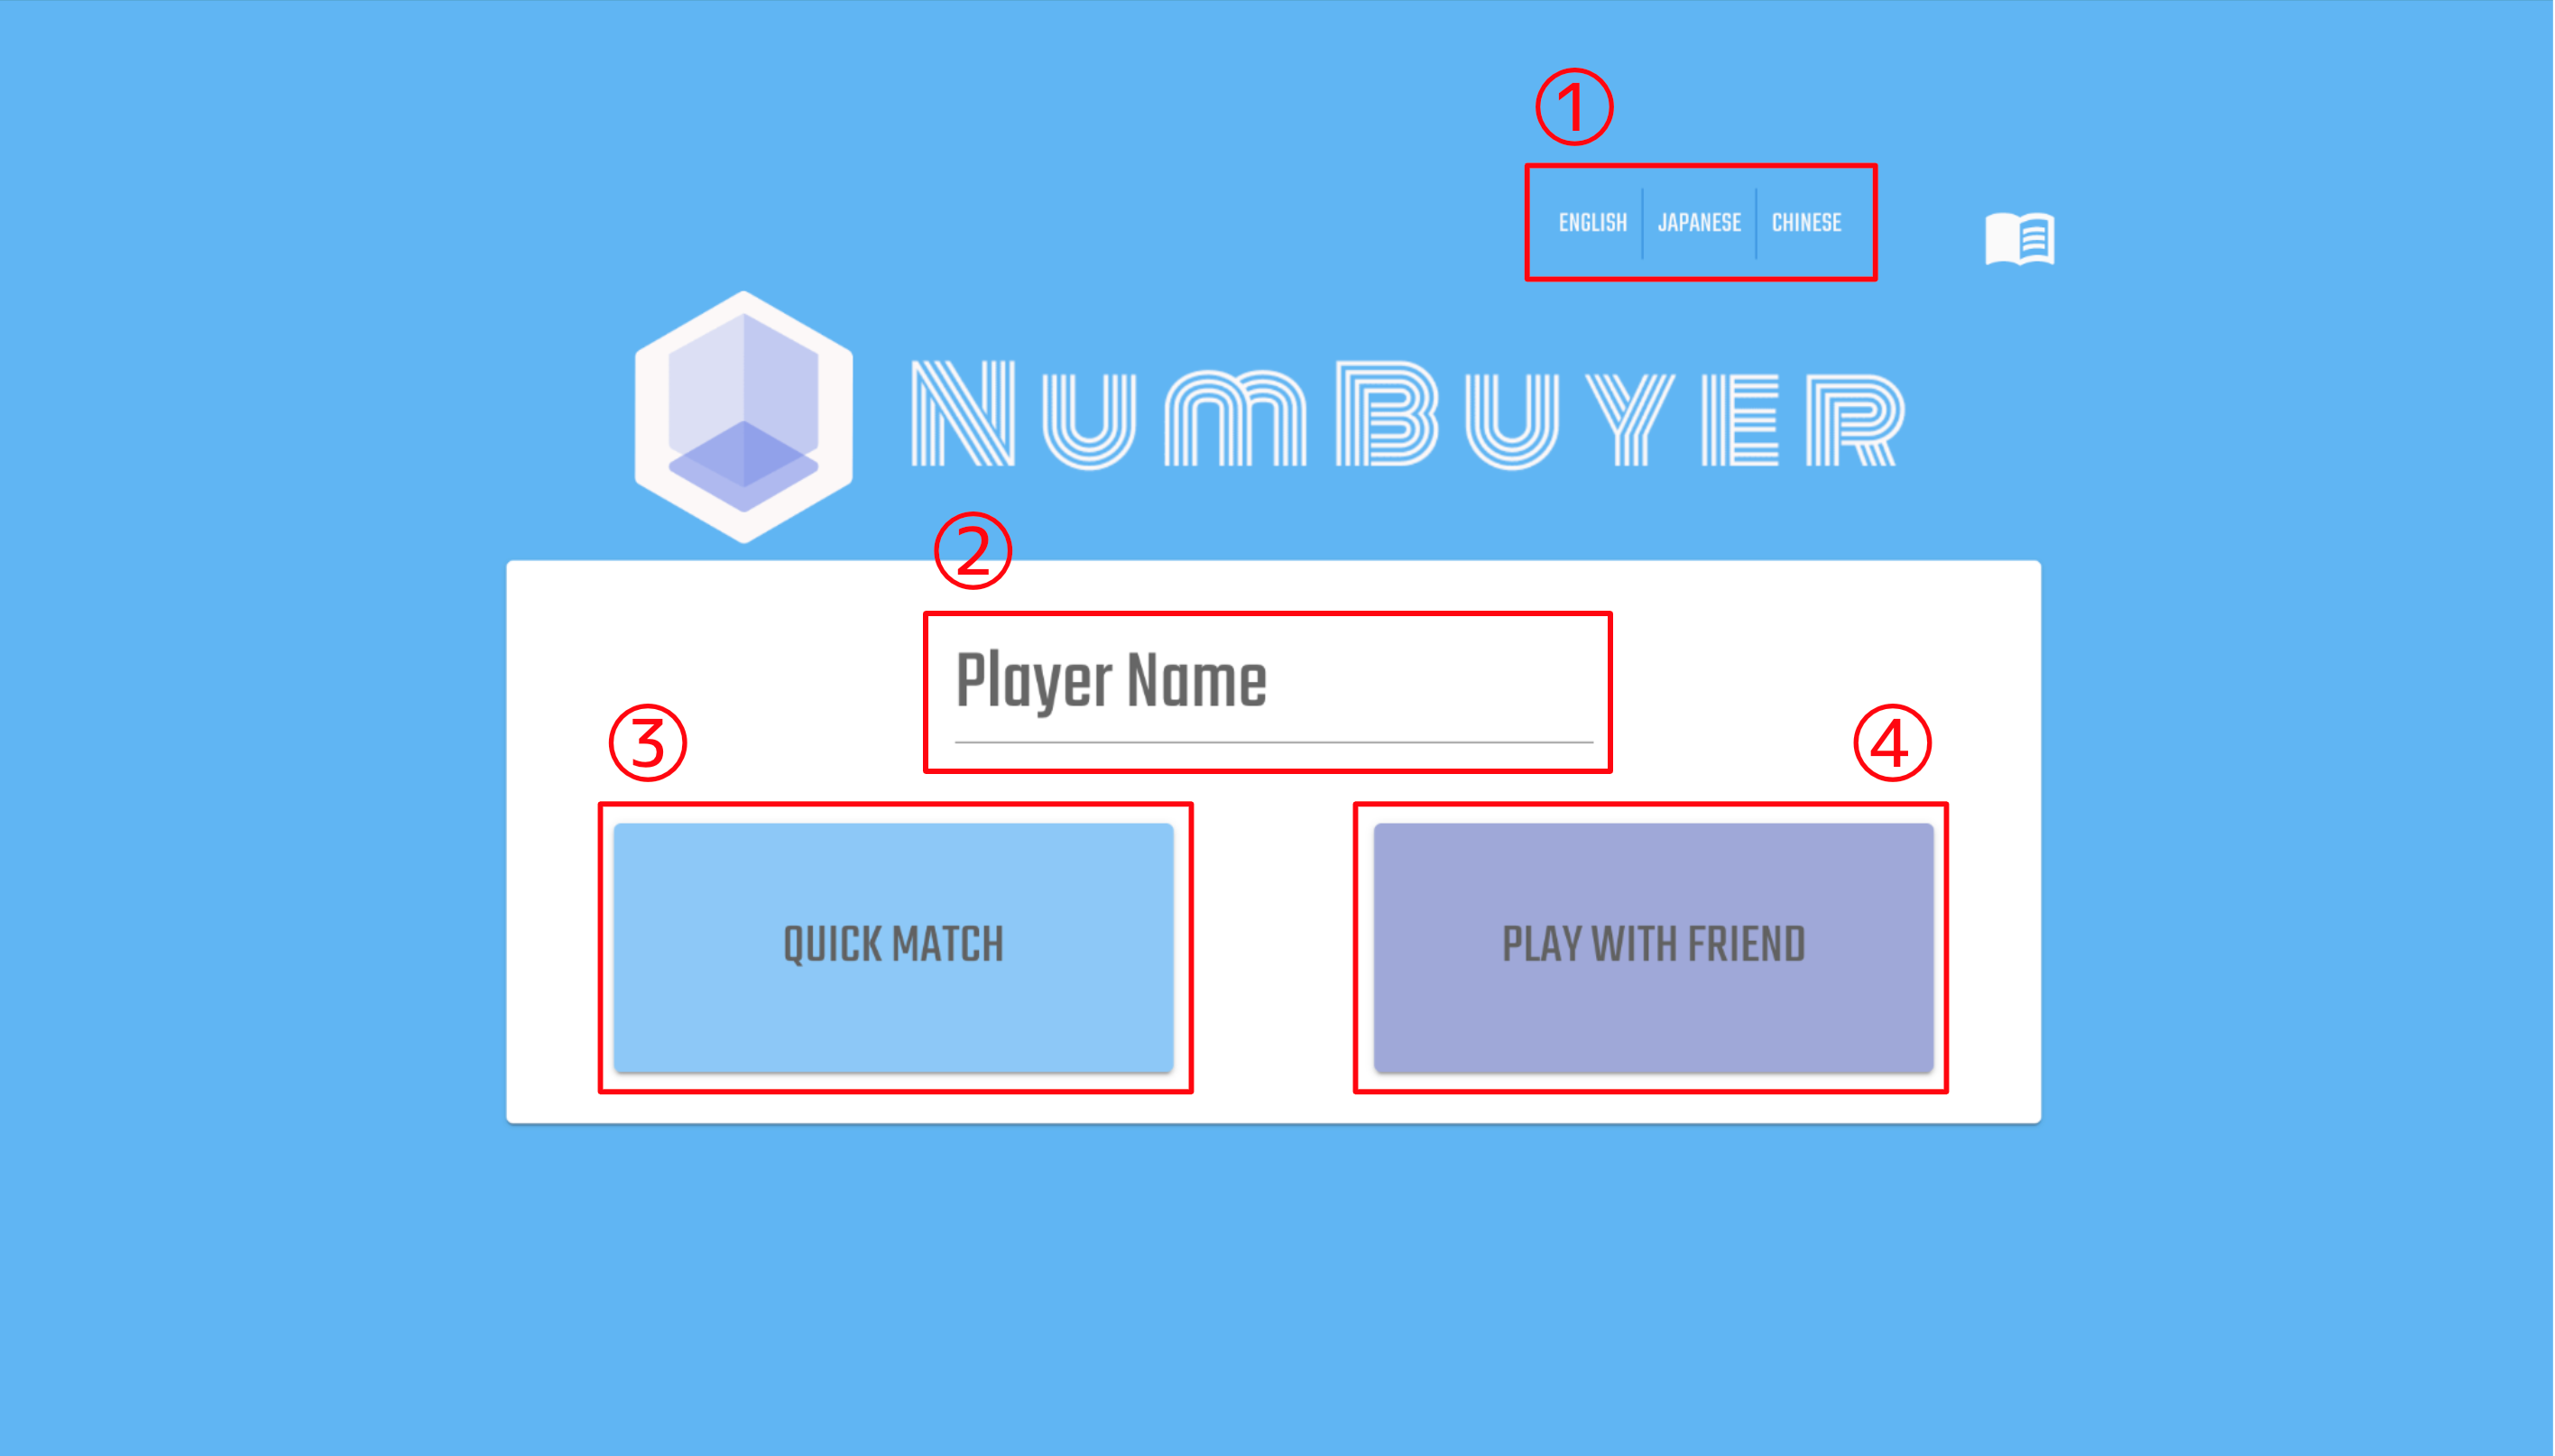 ①
ENGLISH JAPANESE CHINESE
NUMBUYER
②
Player Name
③
④
QUICK MATCH
PLAY WITH FRIEND